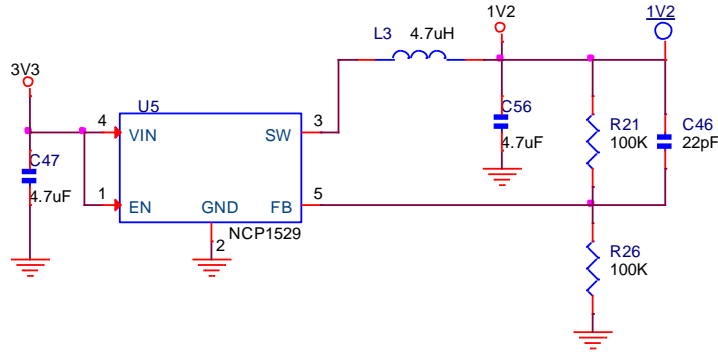 1V2
1V2
L3 4.7uH
3V3
U5
4 VIN SW 3
C47
4.7uF
1 EN GND FB 5
2 NCP1529
C56
4.7uF
R21
100K
C46
22pF
R26
100K